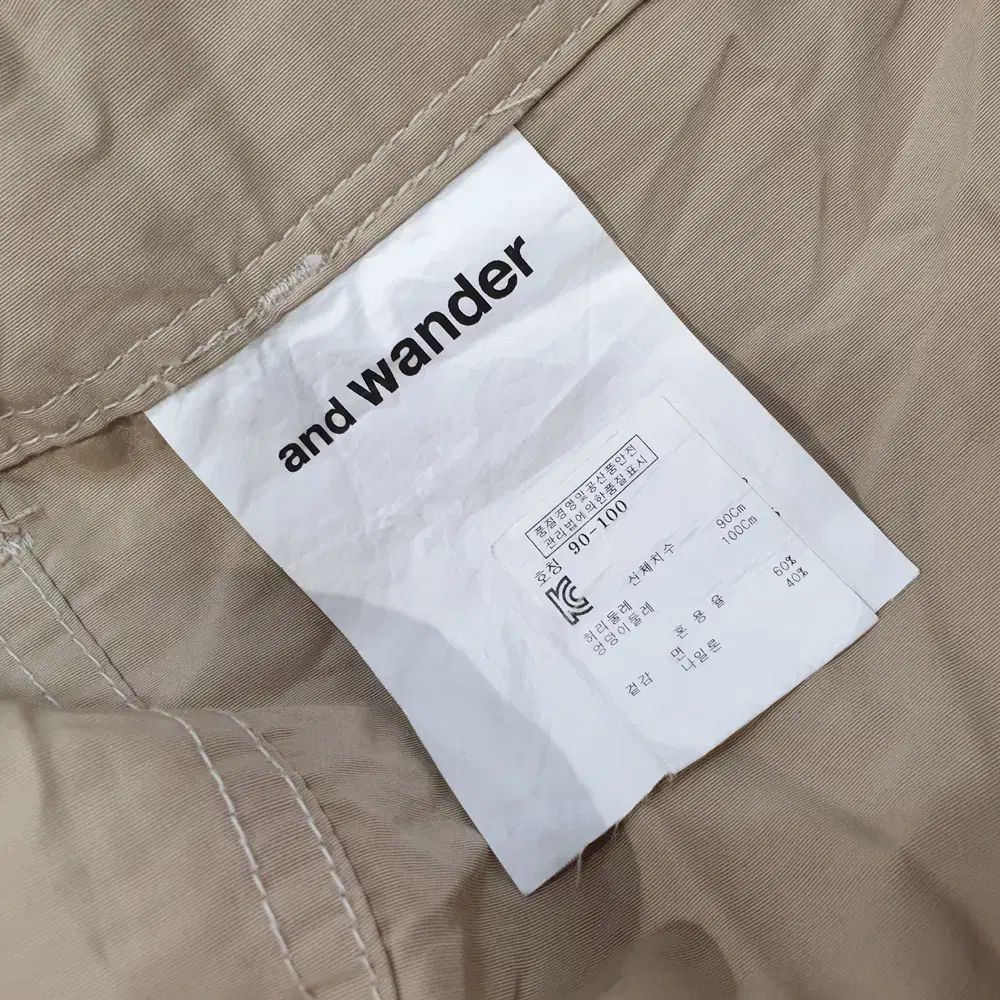 and wander
품질경영및공산품안전
관리법에의한품질표시
호칭 90-100
신체치수
허리둘레 90Cm
엉덩이둘레 100Cm
혼용율
겉감 면 60%
나일론 40%